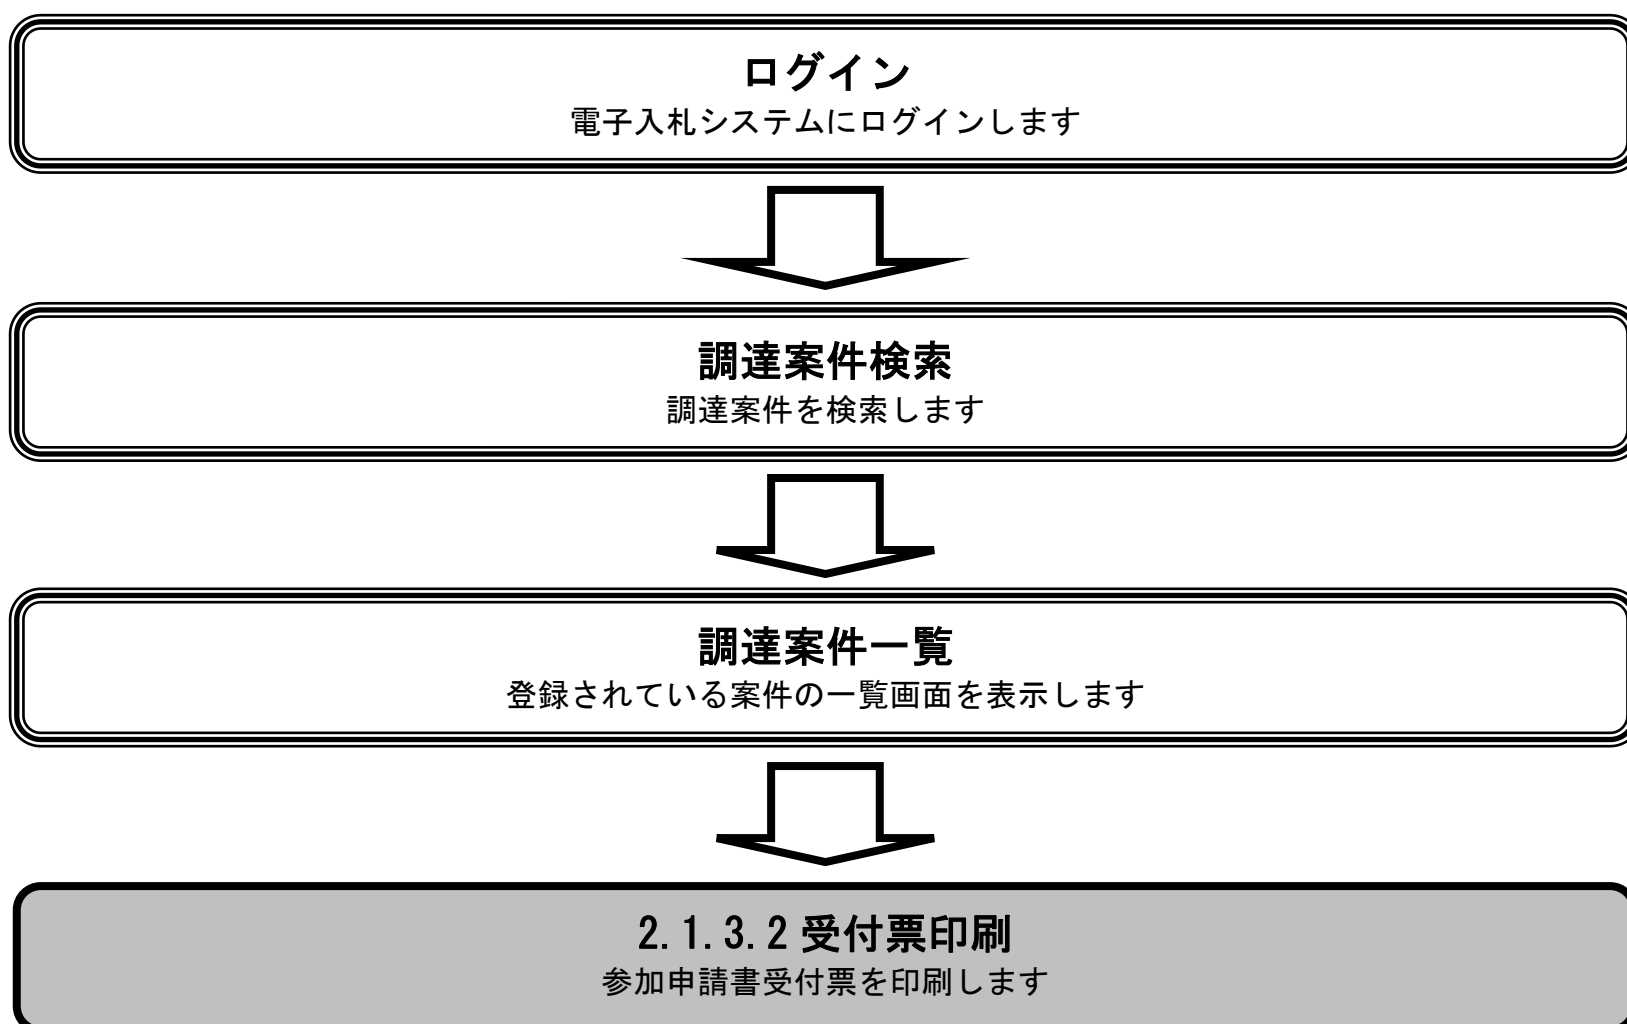 ログイン
電子入札システムにログインします
調達案件検索
調達案件を検索します
調達案件一覧
登録されている案件の一覧画面を表示します
2.1.3.2 受付票印刷
参加申請書受付票を印刷します